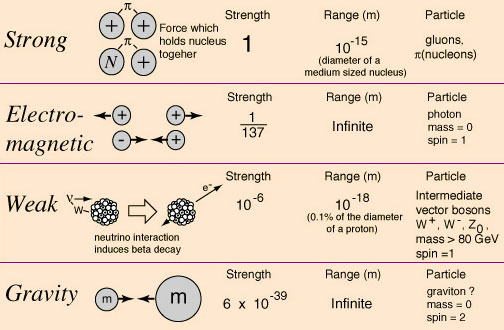 Strong
π
+ +
π
N +
Force which
holds nucleus
togeher
Strength
1
Range (m)
10⁻¹⁵
(diameter of a
medium sized nucleus)
Particle
gluons,
π(nucleons)
Electro-
magnetic
+ +
- +
Strength
1
137
Range (m)
Infinite
Particle
photon
mass = 0
spin = 1
Weak
ν
W
e⁻
neutrino interaction
induces beta decay
Strength
10⁻⁶
Range (m)
10⁻¹⁸
(0.1% of the diameter
of a proton)
Particle
Intermediate
vector bosons
W⁺, W⁻, Z₀,
mass > 80 GeV
spin =1
Gravity
m m
Strength
6 x 10⁻³⁹
Range (m)
Infinite
Particle
graviton ?
mass = 0
spin = 2